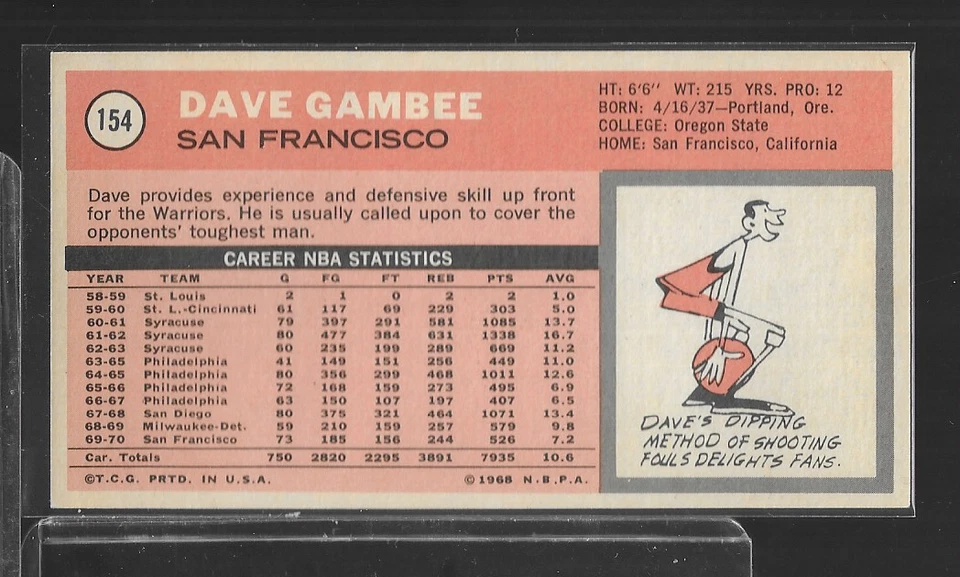 154
DAVE GAMBEE
SAN FRANCISCO
HT: 6'6" WT: 215 YRS. PRO: 12
BORN: 4/16/37—Portland, Ore.
COLLEGE: Oregon State
HOME: San Francisco, California
Dave provides experience and defensive skill up front
for the Warriors. He is usually called upon to cover the
opponents' toughest man.
CAREER NBA STATISTICS
YEAR TEAM G FG FT REB PTS AVG
58-59 St. Louis 2 1 0 2 2 1.0
59-60 St. L.-Cincinnati 61 117 69 229 303 5.0
60-61 Syracuse 79 397 291 581 1085 13.7
61-62 Syracuse 80 477 384 631 1338 16.7
62-63 Syracuse 60 235 199 289 669 11.2
63-65 Philadelphia 41 149 151 256 449 11.0
64-65 Philadelphia 80 356 299 468 1011 12.6
65-66 Philadelphia 72 168 159 273 495 6.9
66-67 Philadelphia 63 150 107 197 407 6.5
67-68 San Diego 80 375 321 464 1071 13.4
68-69 Milwaukee-Det. 59 210 159 257 579 9.8
69-70 San Francisco 73 185 156 244 526 7.2
Car. Totals 750 2820 2295 3891 7935 10.6
©T.C.G. PRTD. IN U.S.A. ©1968 N.B.P.A.
DAVE'S DIPPING
METHOD OF SHOOTING
FOULS DELIGHTS FANS.